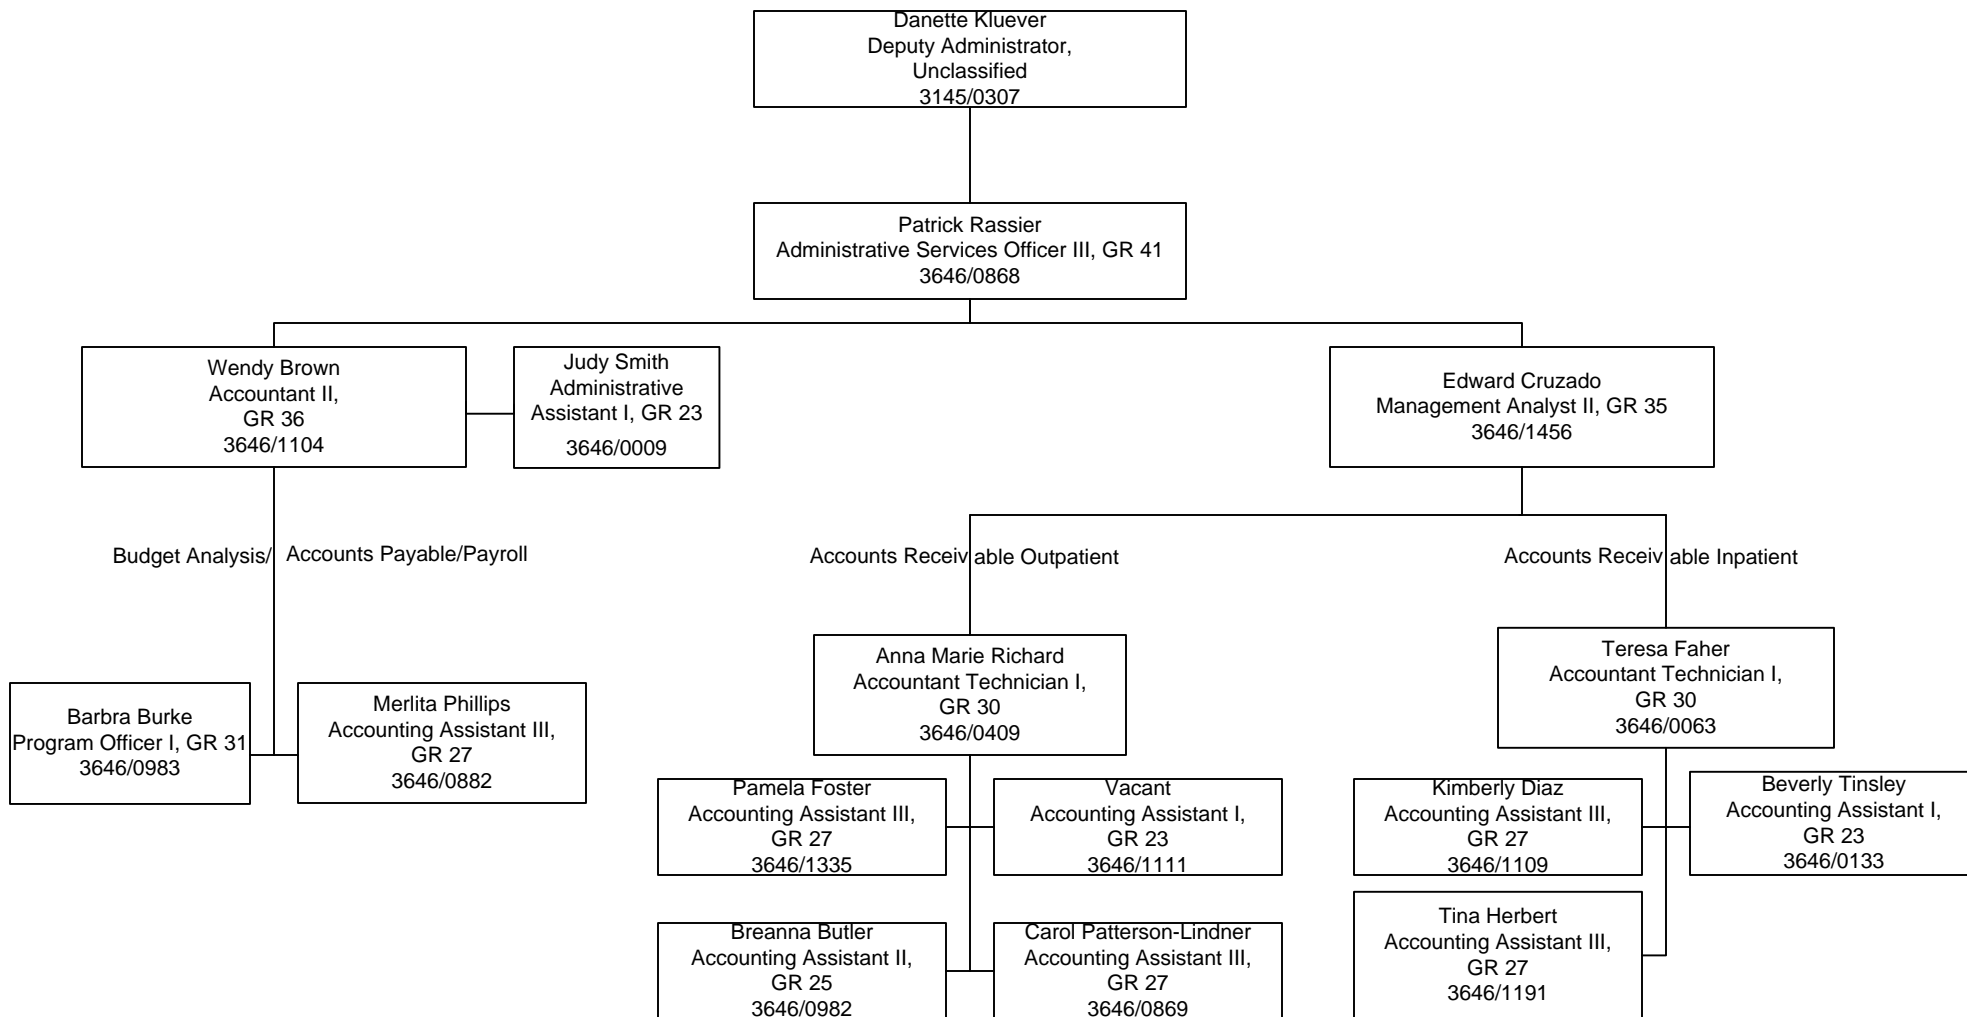 Danette Kluever
Deputy Administrator,
Unclassified
3145/0307
Patrick Rassier
Administrative Services Officer III, GR 41
3646/0868
Wendy Brown
Accountant II,
GR 36
3646/1104
Judy Smith
Administrative
Assistant I, GR 23
3646/0009
Edward Cruzado
Management Analyst II, GR 35
3646/1456
Budget Analysis/ Accounts Payable/Payroll
Accounts Receivable Outpatient
Accounts Receivable Inpatient
Barbra Burke
Program Officer I, GR 31
3646/0983
Merlita Phillips
Accounting Assistant III,
GR 27
3646/0882
Anna Marie Richard
Accountant Technician I,
GR 30
3646/0409
Teresa Faher
Accountant Technician I,
GR 30
3646/0063
Pamela Foster
Accounting Assistant III,
GR 27
3646/1335
Vacant
Accounting Assistant I,
GR 23
3646/1111
Kimberly Diaz
Accounting Assistant III,
GR 27
3646/1109
Beverly Tinsley
Accounting Assistant I,
GR 23
3646/0133
Breanna Butler
Accounting Assistant II,
GR 25
3646/0982
Carol Patterson-Lindner
Accounting Assistant III,
GR 27
3646/0869
Tina Herbert
Accounting Assistant III,
GR 27
3646/1191